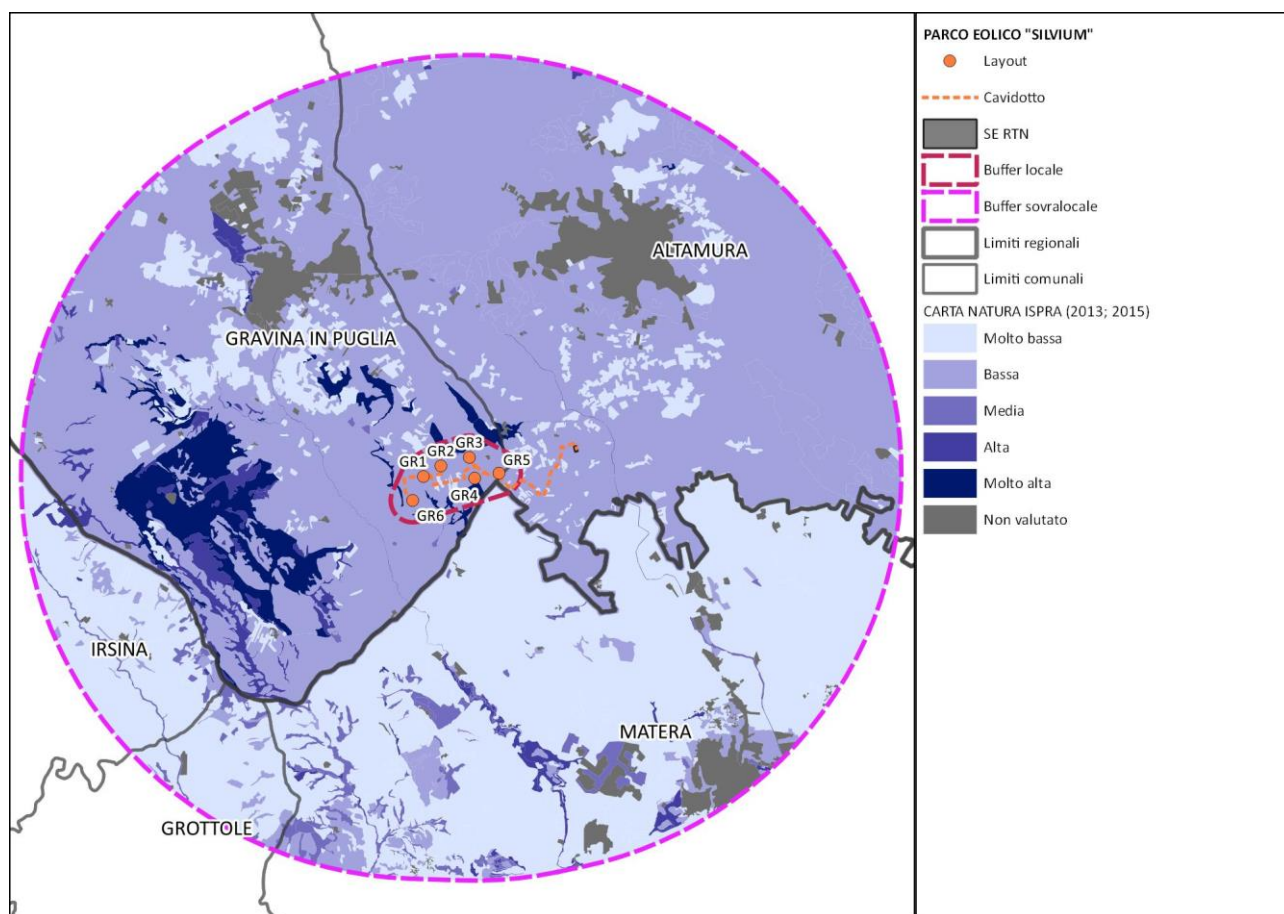 ALTAMURA
GRAVINA IN PUGLIA
GR3
GR2
GR1
GR5
GR4
GR6
IRSINA
MATERA
GROTTOLE
PARCO EOLICO "SILVIUM"
Layout
Cavidotto
SE RTN
Buffer locale
Buffer sovralocale
Limiti regionali
Limiti comunali
CARTA NATURA ISPRA (2013; 2015)
Molto bassa
Bassa
Media
Alta
Molto alta
Non valutato